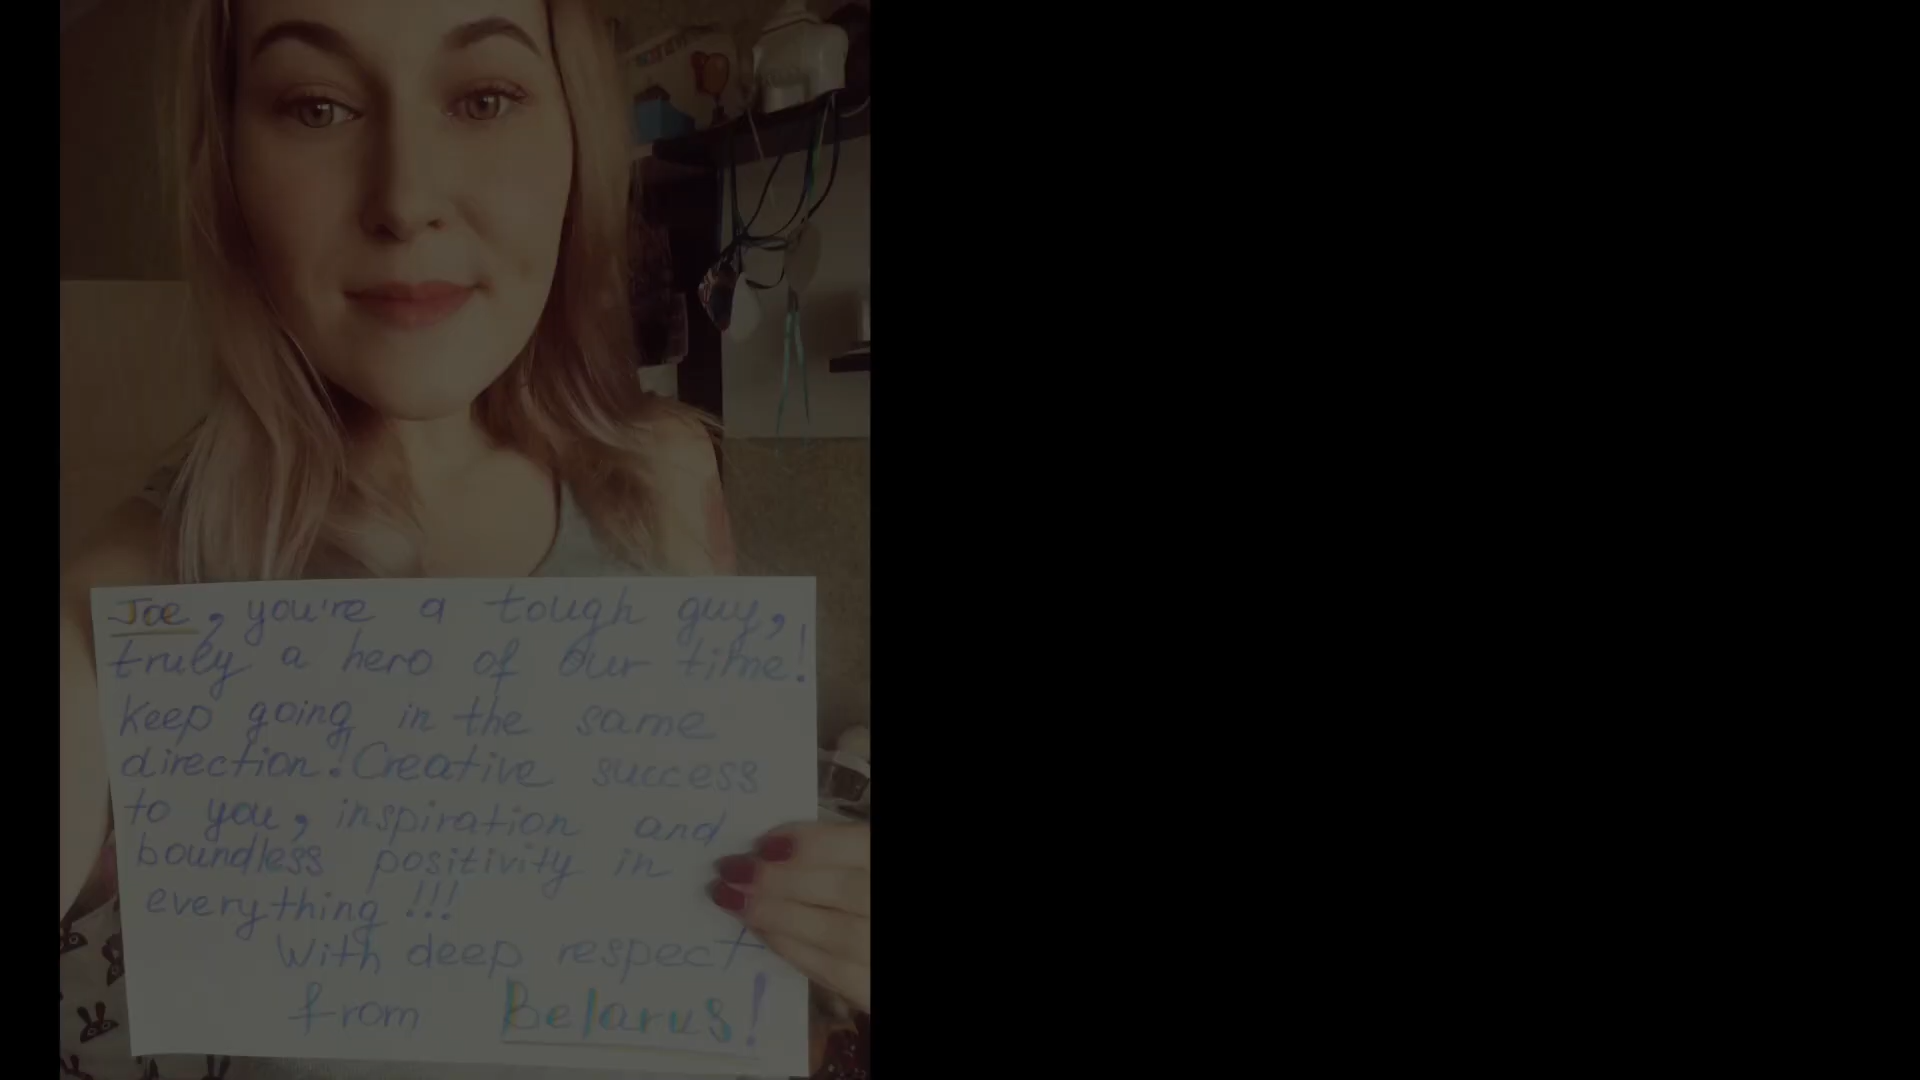 Joe, you're a tough guy,
truly a hero of our time!
Keep going in the same
direction! Creative success
to you, inspiration and
boundless positivity in
everything!!!
With deep respect
from Belarus!